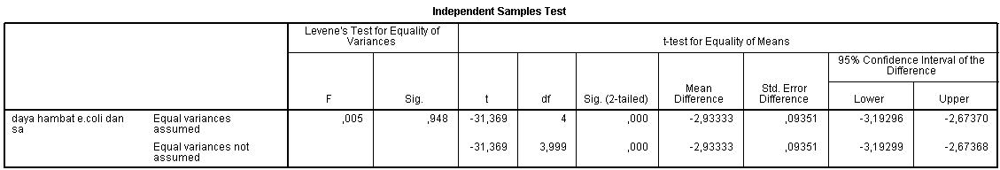 Independent Samples Test
Levene's Test for Equality of
Variances
t-test for Equality of Means
95% Confidence Interval of the
Difference
F Sig. t df Sig. (2-tailed) Mean
Difference Std. Error
Difference Lower Upper
daya hambat e.coli dan
sa Equal variances
assumed ,005 ,948 -31,369 4 ,000 -2,93333 ,09351 -3,19296 -2,67370
Equal variances not
assumed -31,369 3,999 ,000 -2,93333 ,09351 -3,19299 -2,67368